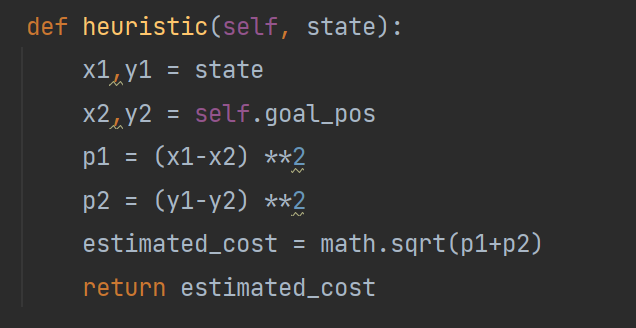 def heuristic(self, state):
    x1,y1 = state
    x2,y2 = self.goal_pos
    p1 = (x1-x2) **2
    p2 = (y1-y2) **2
    estimated_cost = math.sqrt(p1+p2)
    return estimated_cost